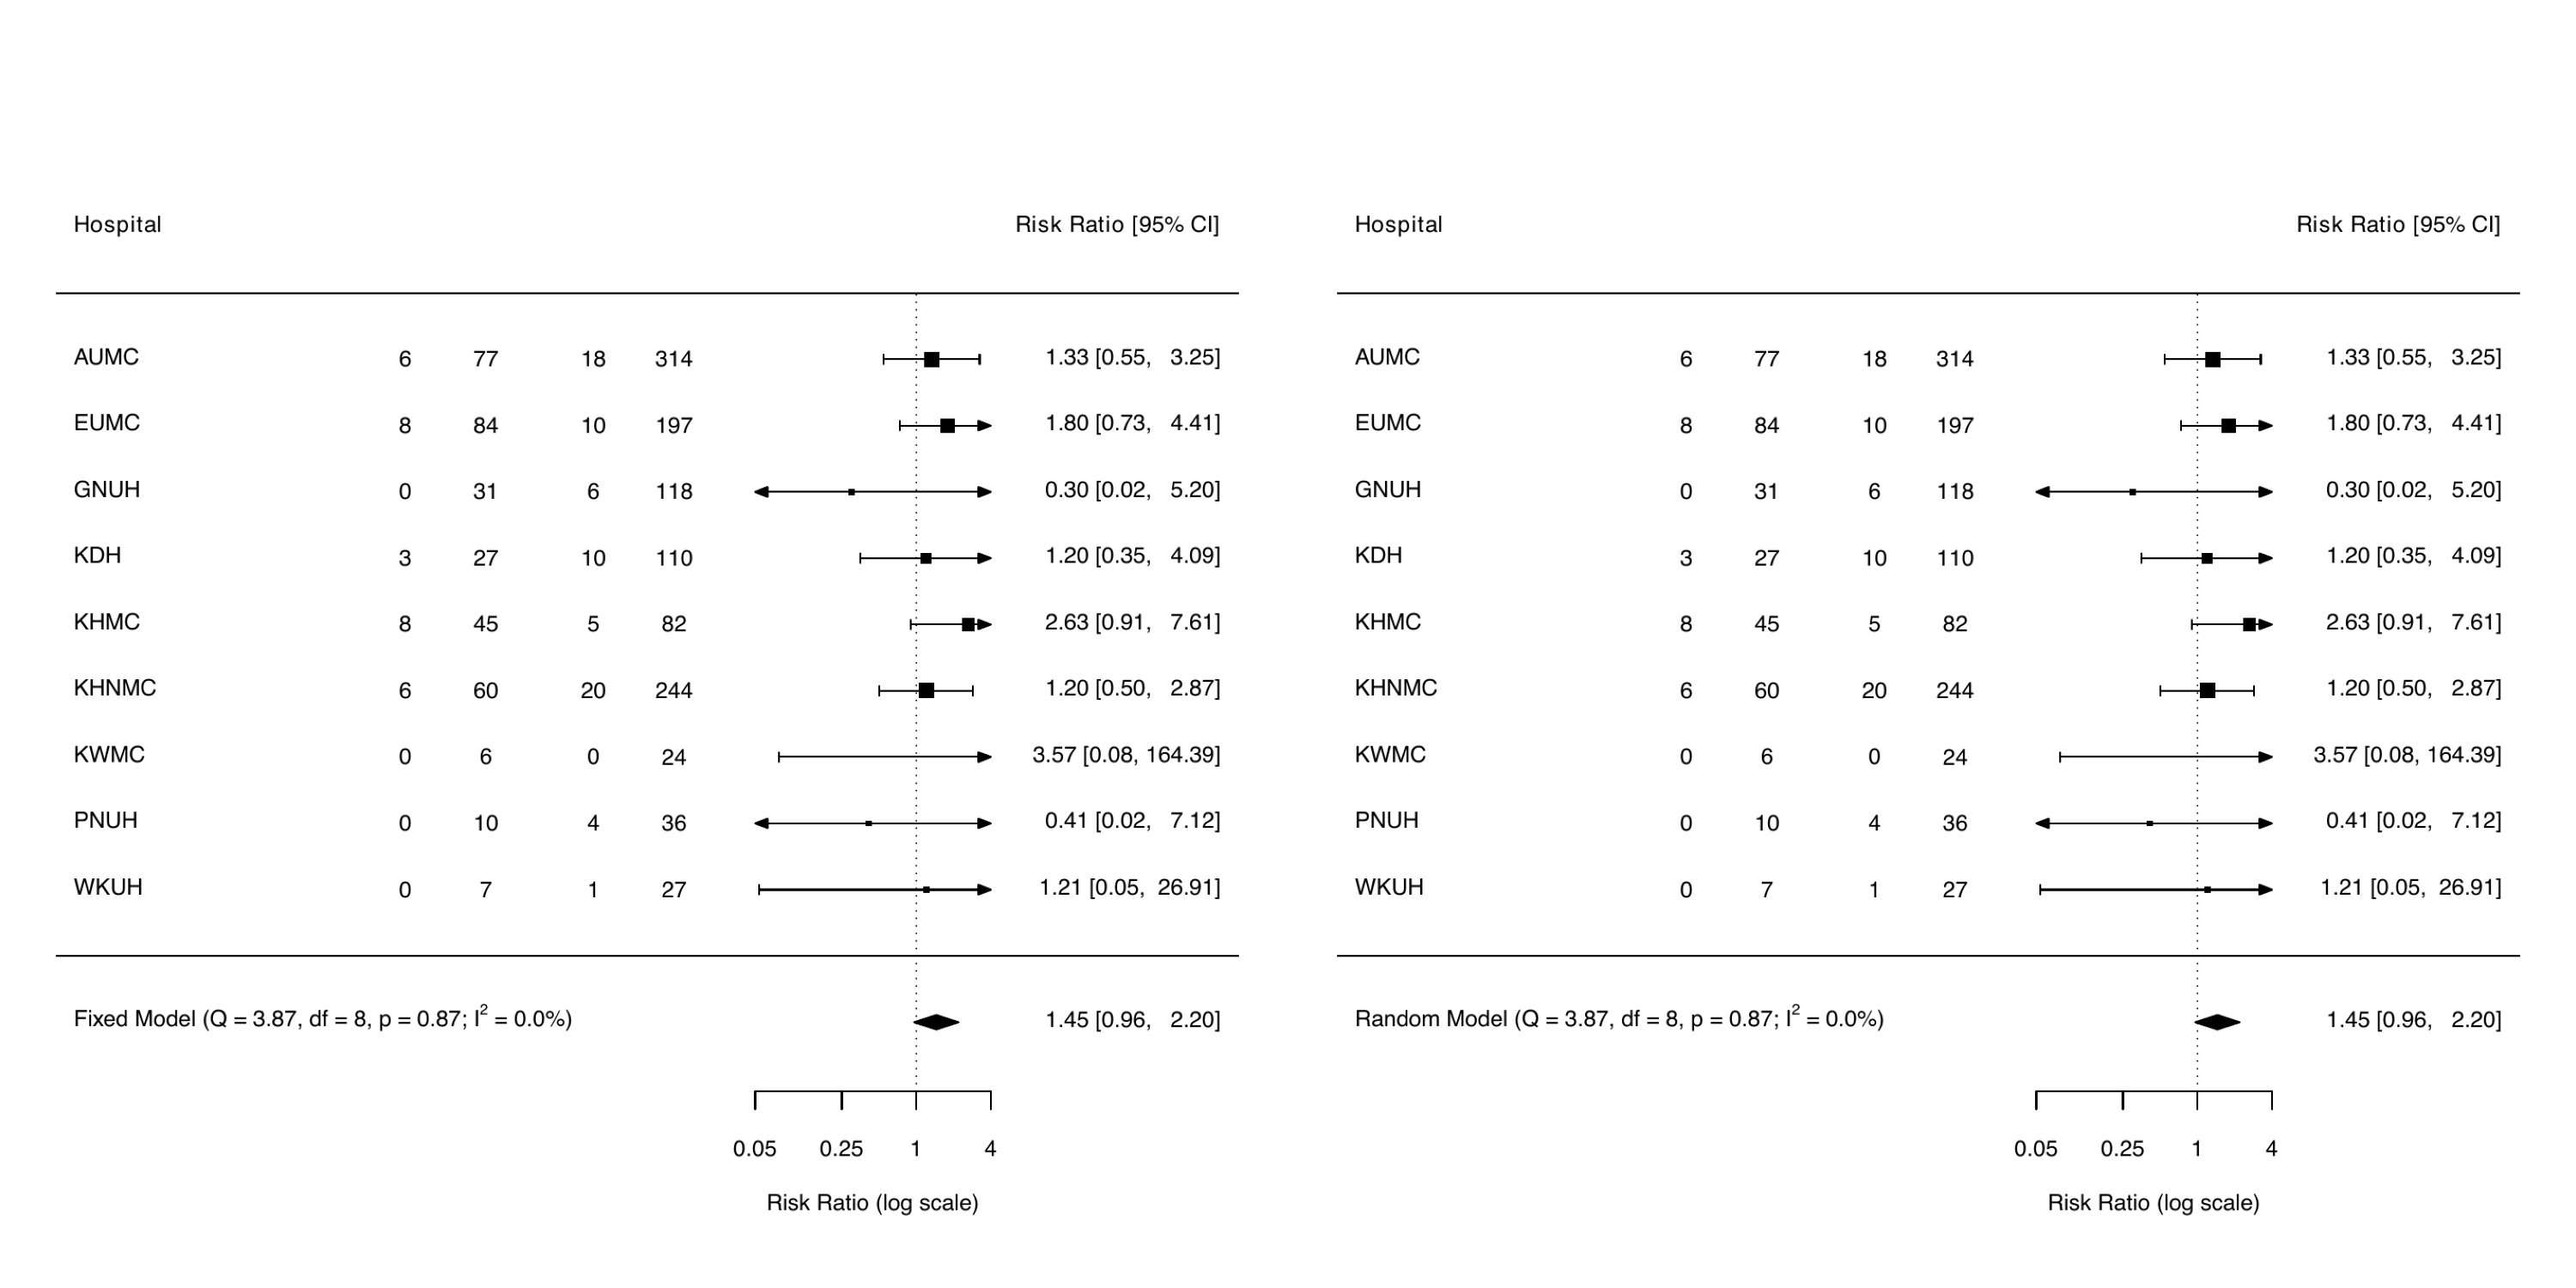 Hospital Risk Ratio [95% CI]
AUMC 6 77 18 314 1.33 [0.55, 3.25]
EUMC 8 84 10 197 1.80 [0.73, 4.41]
GNUH 0 31 6 118 0.30 [0.02, 5.20]
KDH 3 27 10 110 1.20 [0.35, 4.09]
KHMC 8 45 5 82 2.63 [0.91, 7.61]
KHNMC 6 60 20 244 1.20 [0.50, 2.87]
KWMC 0 6 0 24 3.57 [0.08, 164.39]
PNUH 0 10 4 36 0.41 [0.02, 7.12]
WKUH 0 7 1 27 1.21 [0.05, 26.91]
Fixed Model (Q = 3.87, df = 8, p = 0.87; I² = 0.0%) 1.45 [0.96, 2.20]
0.05 0.25 1 4
Risk Ratio (log scale)
Hospital Risk Ratio [95% CI]
AUMC 6 77 18 314 1.33 [0.55, 3.25]
EUMC 8 84 10 197 1.80 [0.73, 4.41]
GNUH 0 31 6 118 0.30 [0.02, 5.20]
KDH 3 27 10 110 1.20 [0.35, 4.09]
KHMC 8 45 5 82 2.63 [0.91, 7.61]
KHNMC 6 60 20 244 1.20 [0.50, 2.87]
KWMC 0 6 0 24 3.57 [0.08, 164.39]
PNUH 0 10 4 36 0.41 [0.02, 7.12]
WKUH 0 7 1 27 1.21 [0.05, 26.91]
Random Model (Q = 3.87, df = 8, p = 0.87; I² = 0.0%) 1.45 [0.96, 2.20]
0.05 0.25 1 4
Risk Ratio (log scale)